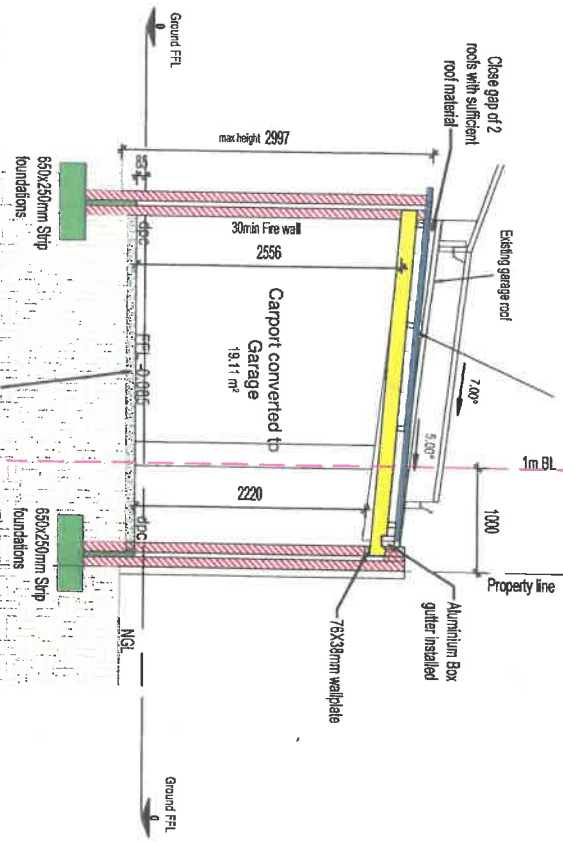 Ground FFL
0
Close gap of 2
roofs with sufficient
roof material
Existing garage roof
7.00°
5.00°
1m BL
1000
Property line
max height 2997
85
dpc
30min Fire wall
2556
Carport converted to
Garage
19.11 m²
FFL -0.085
2220
dpc
Aluminium Box
gutter installed
76X38mm wallplate
650x250mm Strip
foundations
650x250mm Strip
foundations
NGL
Ground FFL
0